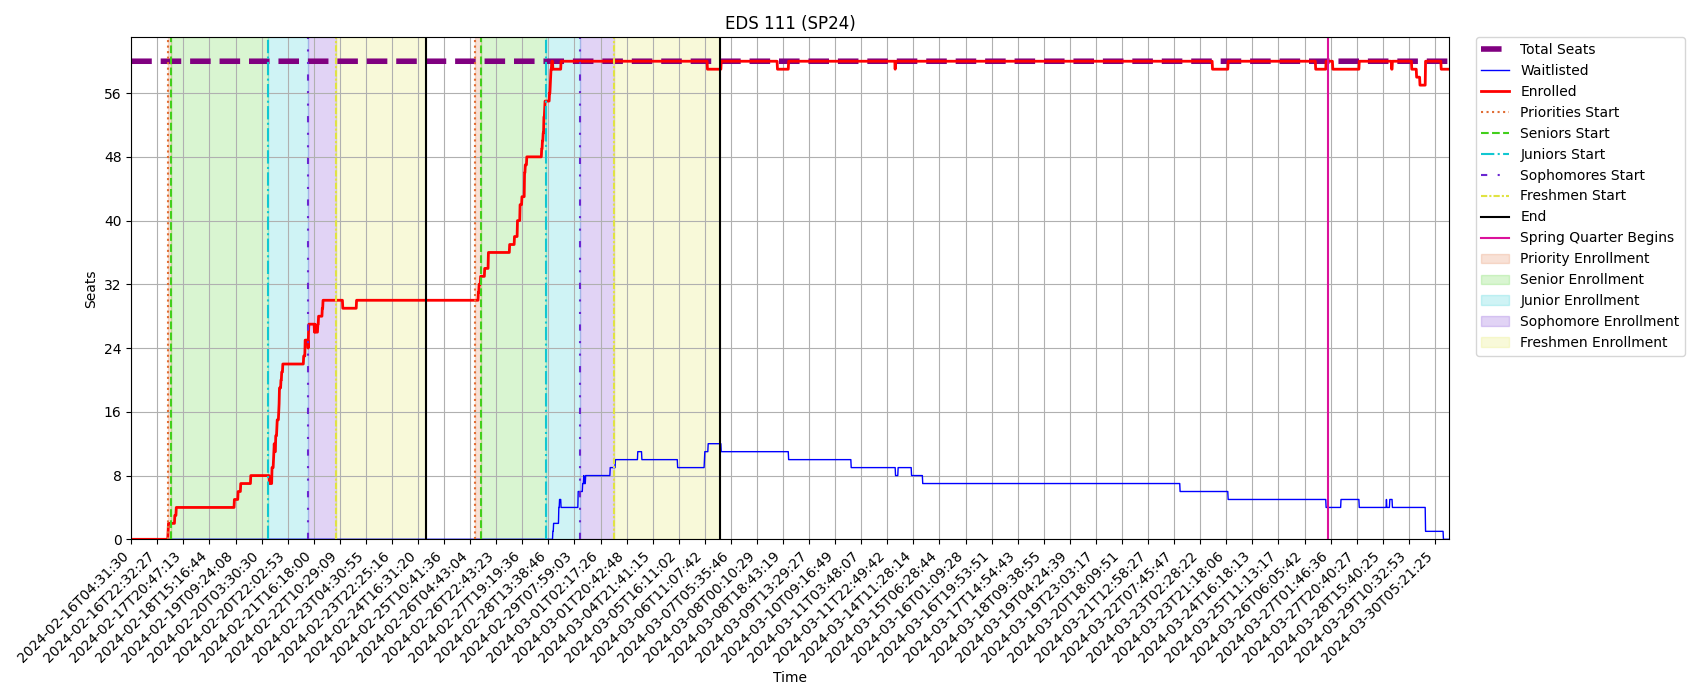 EDS 111 (SP24)
Seats
56
48
40
32
24
16
8
0
2024-02-16T04:31:30
2024-02-16T22:32:27
2024-02-17T20:47:13
2024-02-18T15:16:44
2024-02-19T09:24:08
2024-02-20T03:30:30
2024-02-20T22:02:53
2024-02-21T16:18:00
2024-02-22T10:29:09
2024-02-23T04:30:55
2024-02-23T22:25:16
2024-02-24T16:31:20
2024-02-25T10:41:36
2024-02-26T04:43:04
2024-02-26T22:43:23
2024-02-27T19:19:36
2024-02-28T13:38:46
2024-02-29T07:59:03
2024-03-01T02:17:26
2024-03-01T20:42:48
2024-03-04T21:41:15
2024-03-05T16:11:02
2024-03-06T11:07:42
2024-03-07T05:35:46
2024-03-08T00:10:29
2024-03-08T18:43:19
2024-03-09T13:29:27
2024-03-10T09:16:49
2024-03-11T03:48:07
2024-03-11T22:49:42
2024-03-14T11:28:14
2024-03-15T06:28:44
2024-03-16T01:09:28
2024-03-16T19:53:51
2024-03-17T14:54:43
2024-03-18T09:38:55
2024-03-19T04:24:39
2024-03-19T23:03:17
2024-03-20T18:09:51
2024-03-21T12:58:27
2024-03-22T07:45:47
2024-03-23T02:28:22
2024-03-23T21:18:06
2024-03-24T16:18:13
2024-03-25T11:13:17
2024-03-26T06:05:42
2024-03-27T01:46:36
2024-03-27T20:40:27
2024-03-28T15:40:25
2024-03-29T10:32:53
2024-03-30T05:21:25
Time
Total Seats
Waitlisted
Enrolled
Priorities Start
Seniors Start
Juniors Start
Sophomores Start
Freshmen Start
End
Spring Quarter Begins
Priority Enrollment
Senior Enrollment
Junior Enrollment
Sophomore Enrollment
Freshmen Enrollment